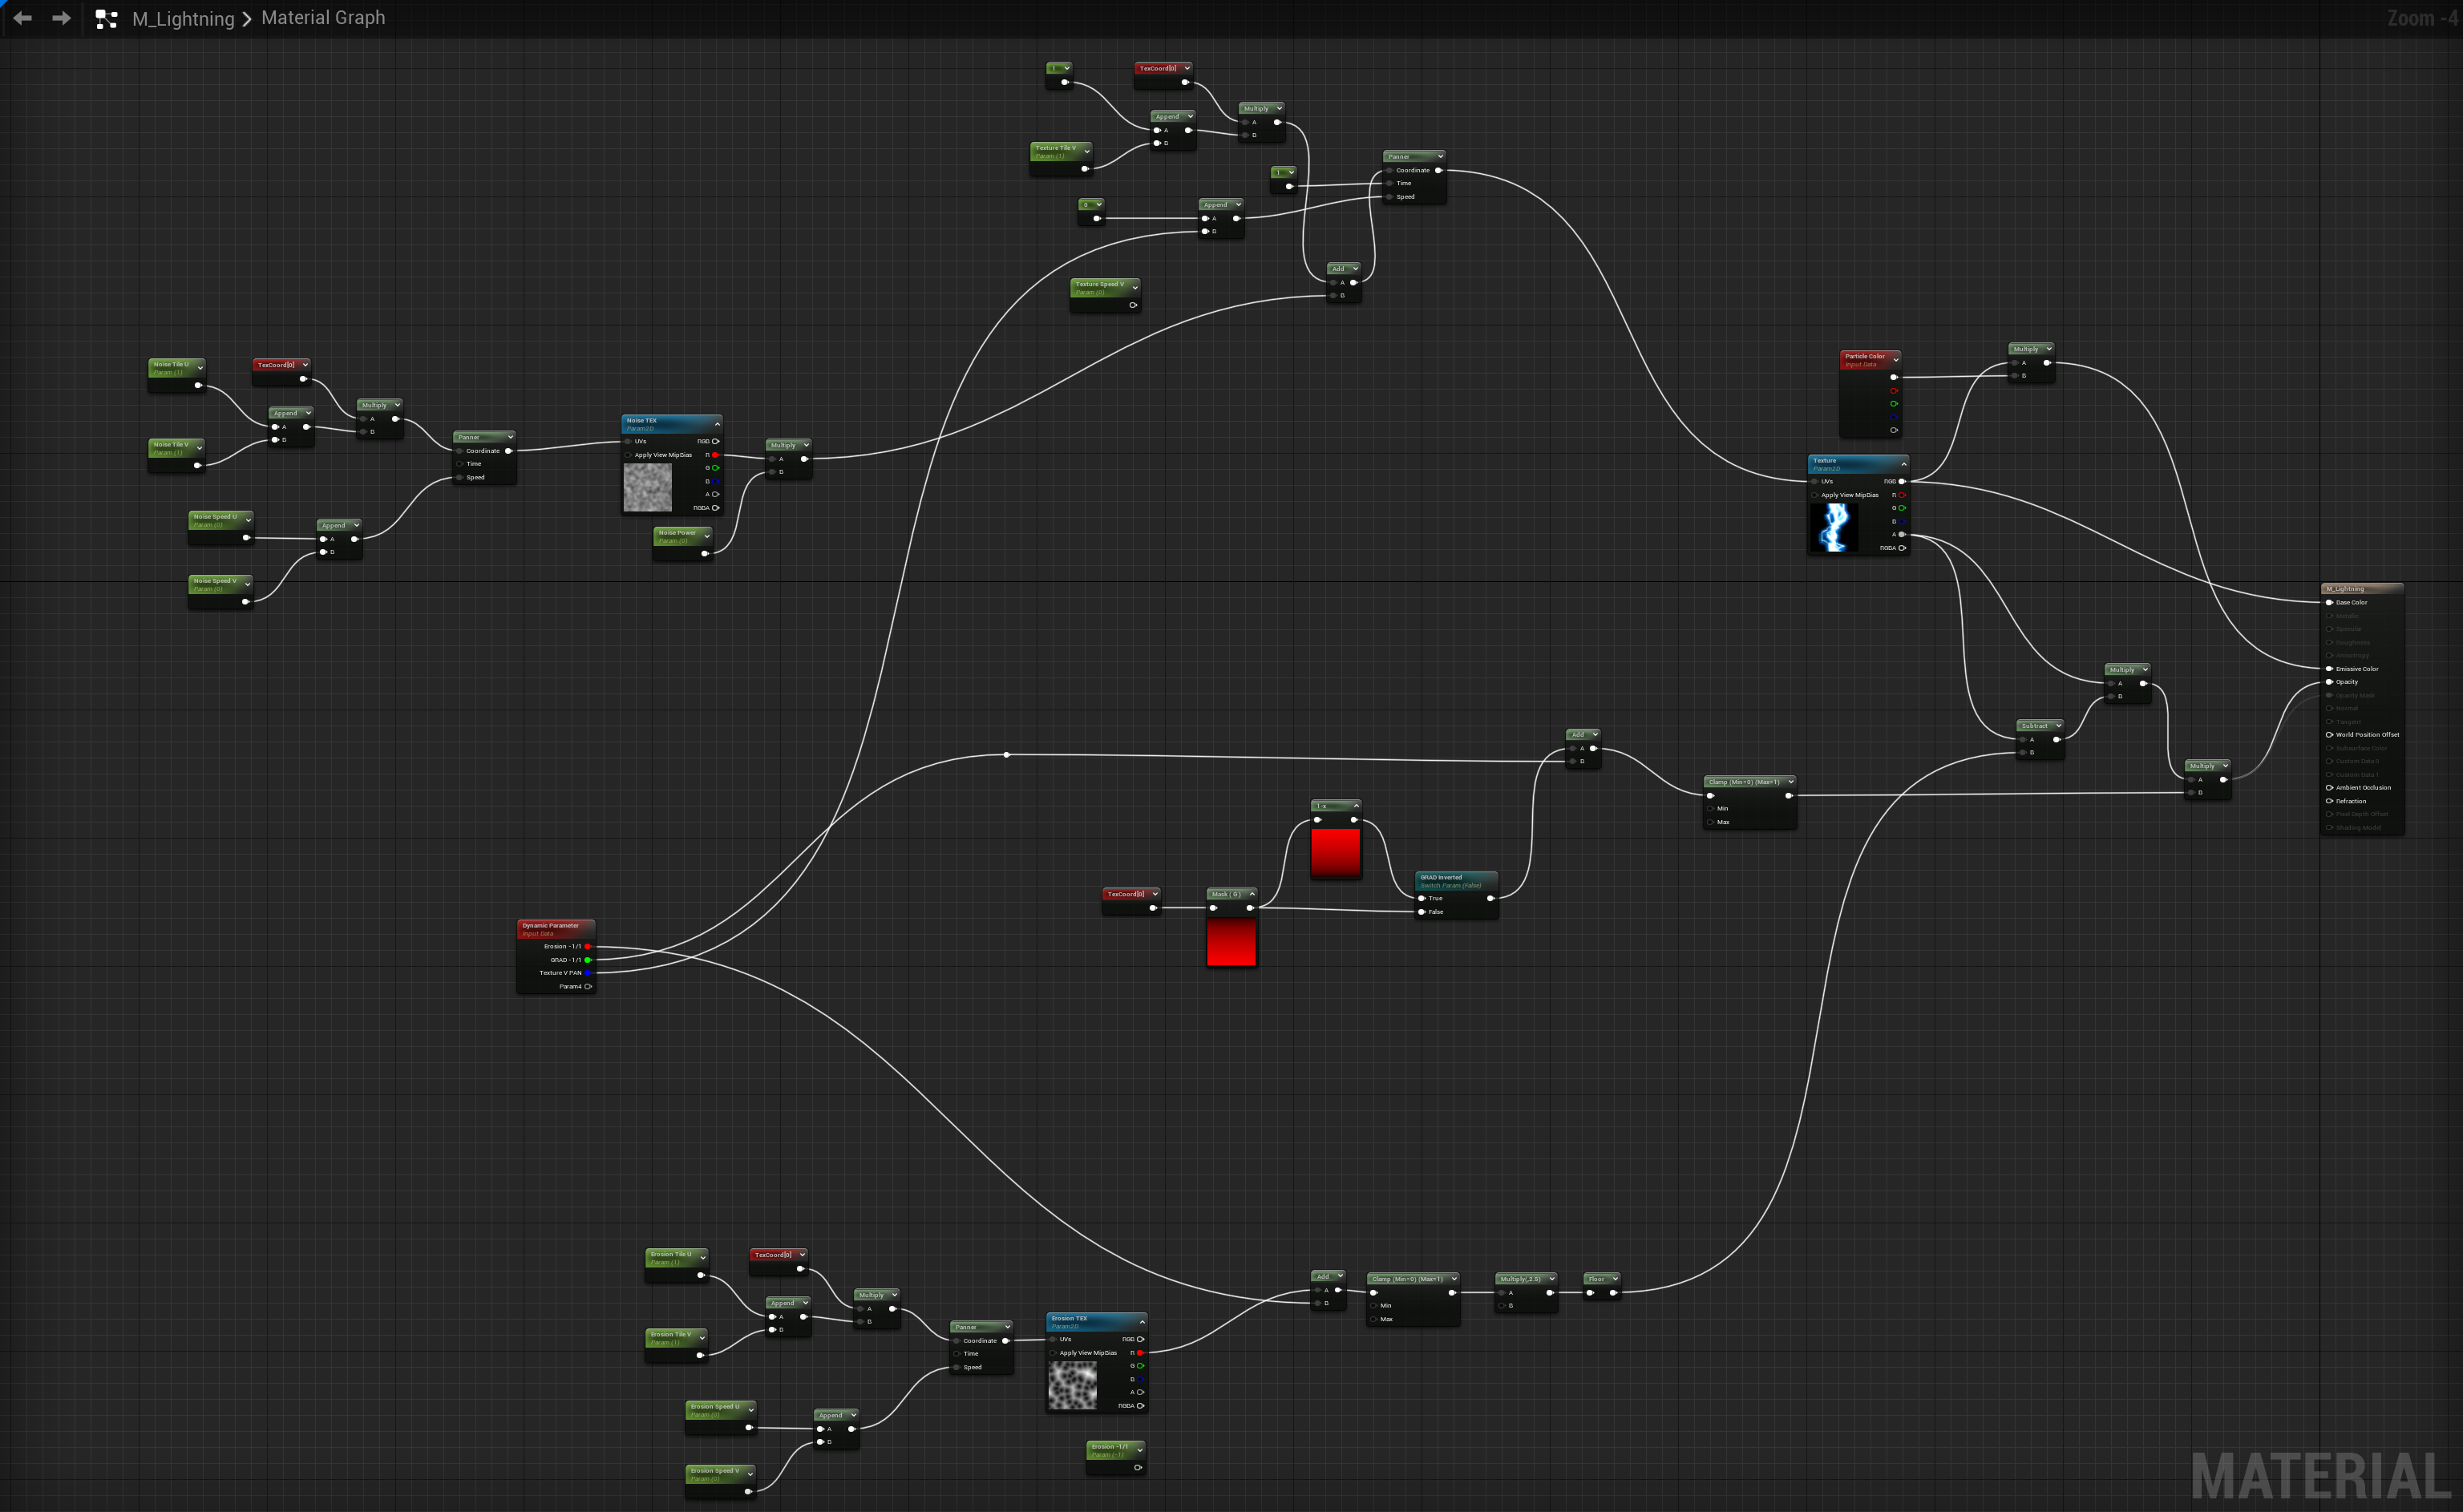 M_Lightning > Material Graph
Zoom -4
1
TexCoord[0]
Append
A
B
Multiply
A
B
Texture Tile V
Param (1)
1
Panner
Coordinate
Time
Speed
0
Append
A
B
Texture Speed V
Param (0)
Add
A
B
Noise Tile U
Param (1)
TexCoord[0]
Append
A
B
Multiply
A
B
Noise Tile V
Param (1)
Panner
Coordinate
Time
Speed
Noise Speed U
Param (0)
Append
A
B
Noise Speed V
Param (0)
Noise TEX
Param2D
UVs
RGB
Apply View MipBias
R
G
B
A
RGBA
Multiply
A
B
Noise Power
Param (0)
Particle Color
Input Data
Multiply
A
B
Texture
Param2D
UVs
RGB
Apply View MipBias
R
G
B
A
RGBA
M_Lightning
Base Color
Metallic
Specular
Roughness
Anisotropy
Emissive Color
Opacity
Opacity Mask
Normal
Tangent
World Position Offset
Subsurface Color
Custom Data 0
Custom Data 1
Ambient Occlusion
Refraction
Pixel Depth Offset
Shading Model
Multiply
A
B
Subtract
A
B
Multiply
A
B
Add
A
B
Clamp (Min=0) (Max=1)
Min
Max
1-x
TexCoord[0]
Mask ( G )
GRAD Inverted
Switch Param (False)
True
False
Dynamic Parameter
Input Data
Erosion -1/1
GRAD -1/1
Texture V PAN
Param4
Erosion Tile U
Param (1)
TexCoord[0]
Append
A
B
Multiply
A
B
Erosion Tile V
Param (1)
Panner
Coordinate
Time
Speed
Erosion Speed U
Param (0)
Append
A
B
Erosion Speed V
Param (0)
Erosion TEX
Param2D
UVs
RGB
Apply View MipBias
R
G
B
A
RGBA
Erosion -1/1
Param (-1)
Add
A
B
Clamp (Min=0) (Max=1)
Min
Max
A
B
Floor
MATERIAL